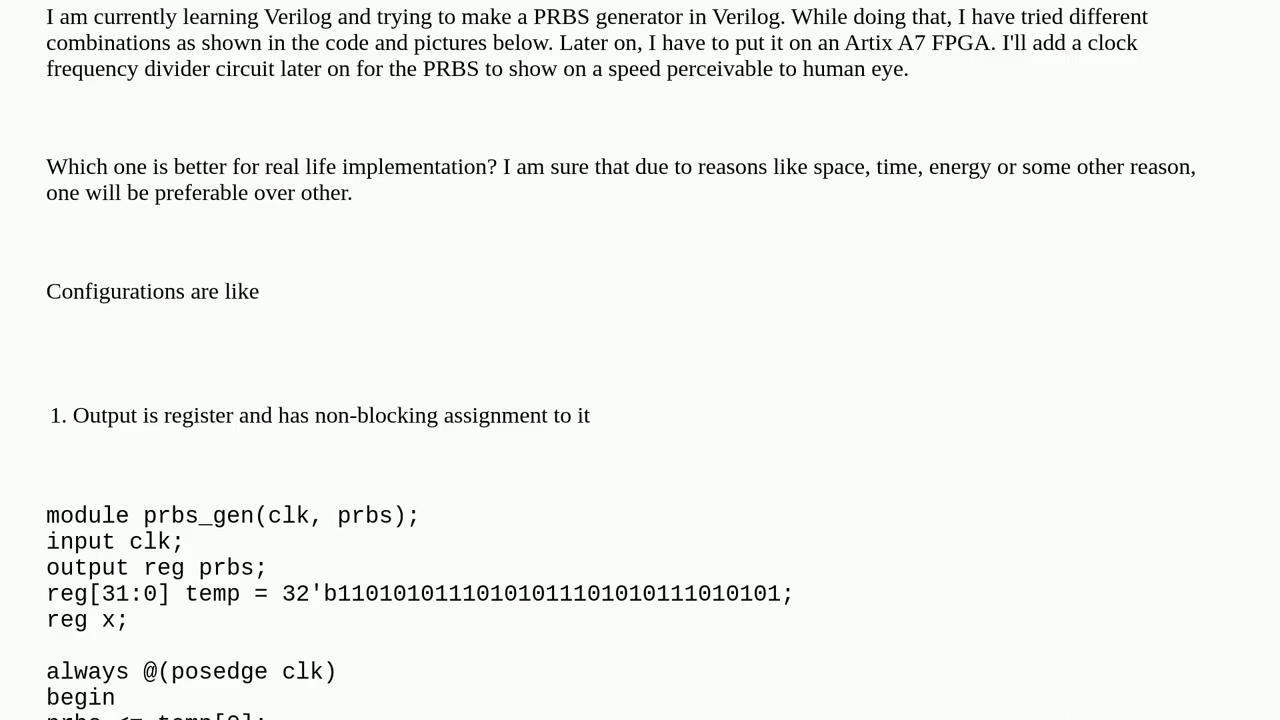 I am currently learning Verilog and trying to make a PRBS generator in Verilog. While doing that, I have tried different
combinations as shown in the code and pictures below. Later on, I have to put it on an Artix A7 FPGA. I'll add a clock
frequency divider circuit later on for the PRBS to show on a speed perceivable to human eye.
Which one is better for real life implementation? I am sure that due to reasons like space, time, energy or some other reason,
one will be preferable over other.
Configurations are like
1. Output is register and has non-blocking assignment to it
module prbs_gen(clk, prbs);
input clk;
output reg prbs;
reg[31:0] temp = 32'b11010101110101011101010111010101;
reg x;
always @(posedge clk)
begin
prbs <= temp[0];